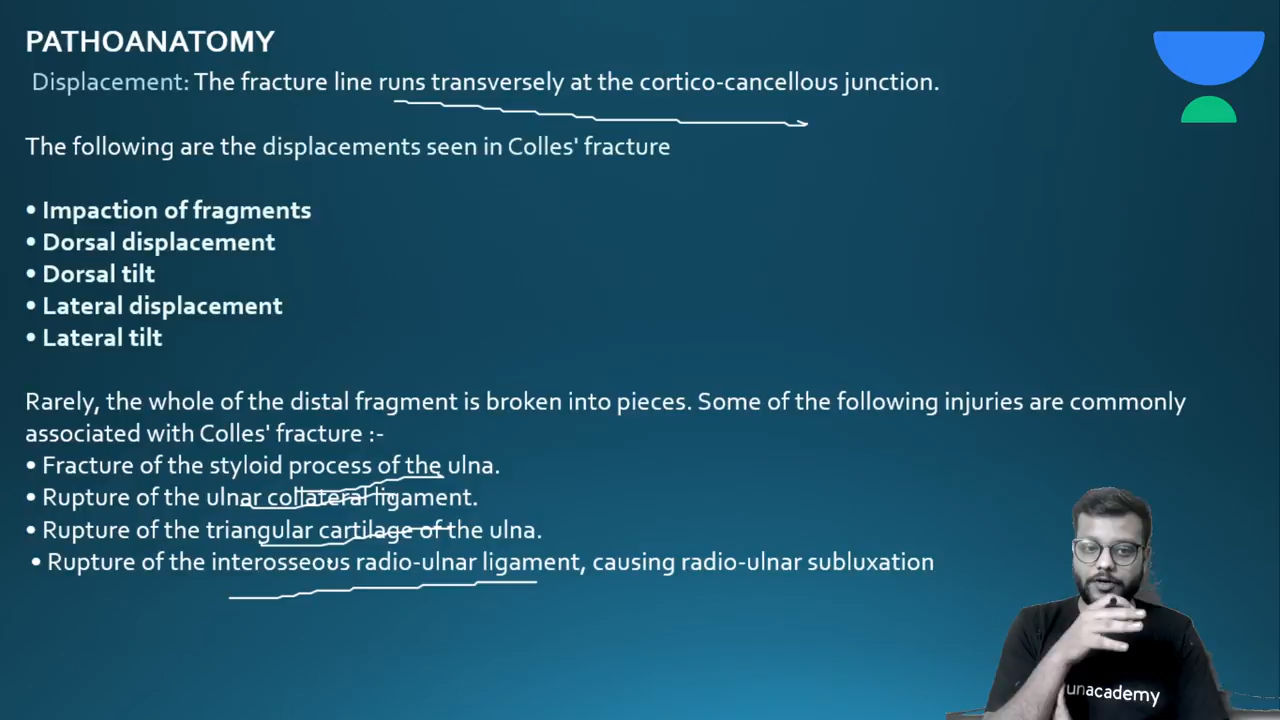 PATHOANATOMY
Displacement: The fracture line runs transversely at the cortico-cancellous junction.
The following are the displacements seen in Colles' fracture
• Impaction of fragments
• Dorsal displacement
• Dorsal tilt
• Lateral displacement
• Lateral tilt
Rarely, the whole of the distal fragment is broken into pieces. Some of the following injuries are commonly
associated with Colles' fracture :-
• Fracture of the styloid process of the ulna.
• Rupture of the ulnar collateral ligament.
• Rupture of the triangular cartilage of the ulna.
• Rupture of the interosseous radio-ulnar ligament, causing radio-ulnar subluxation
unacademy